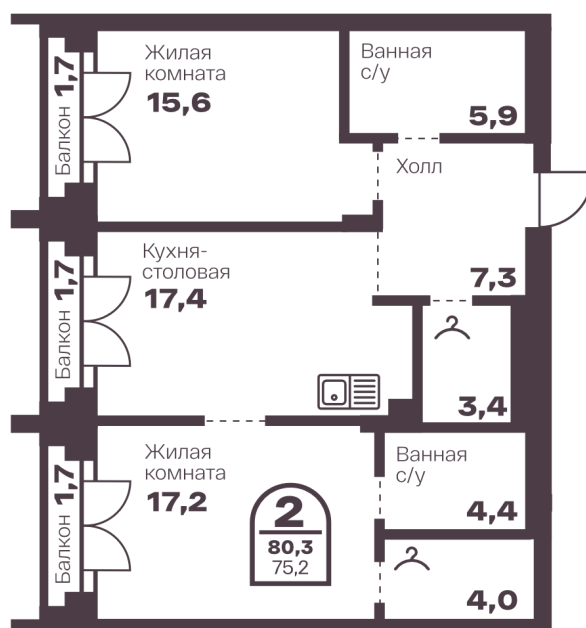 Балкон 1,7
Жилая
комната
15,6
Ванная
с/у
5,9
Холл
7,3
Балкон 1,7
Кухня-
столовая
17,4
3,4
Балкон 1,7
Жилая
комната
17,2
2
80,3
75,2
Ванная
с/у
4,4
4,0